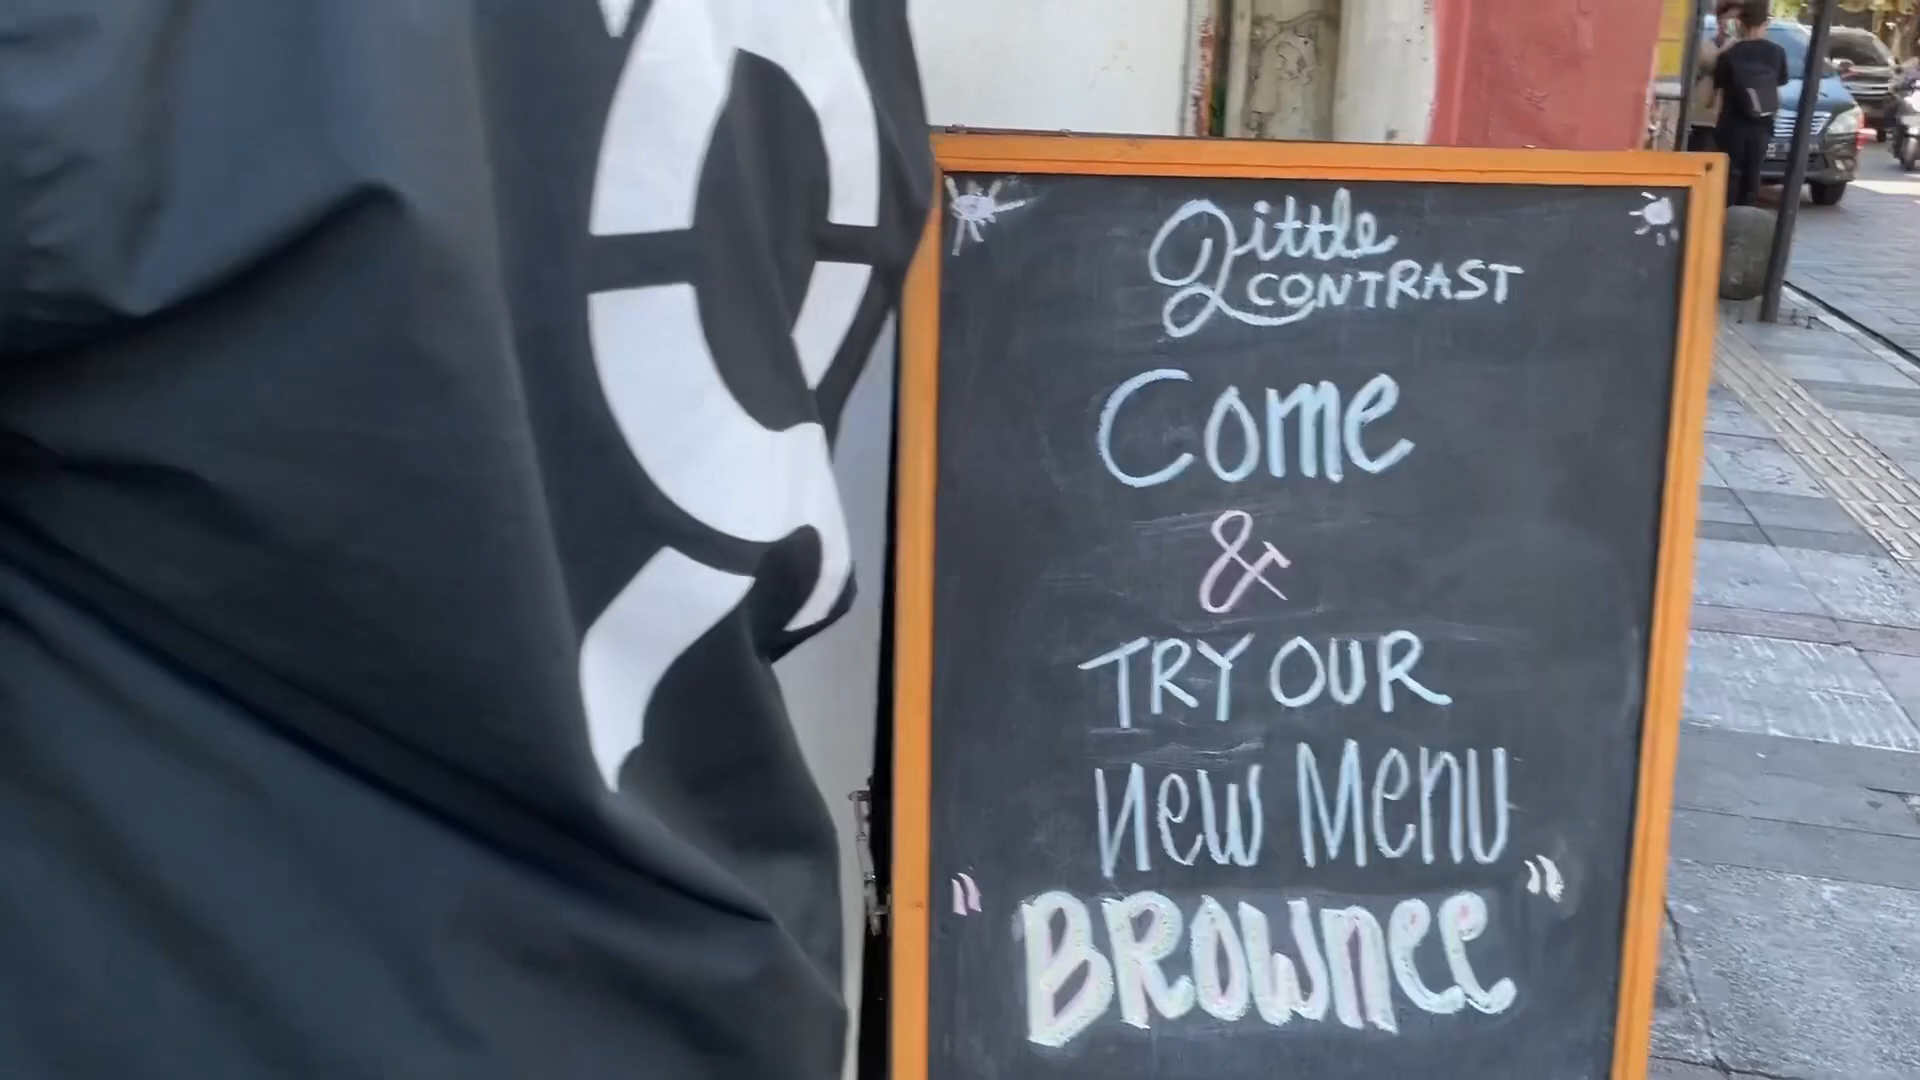 Little
CONTRAST
Come
&
TRY OUR
New Menu
"BROWNEE"